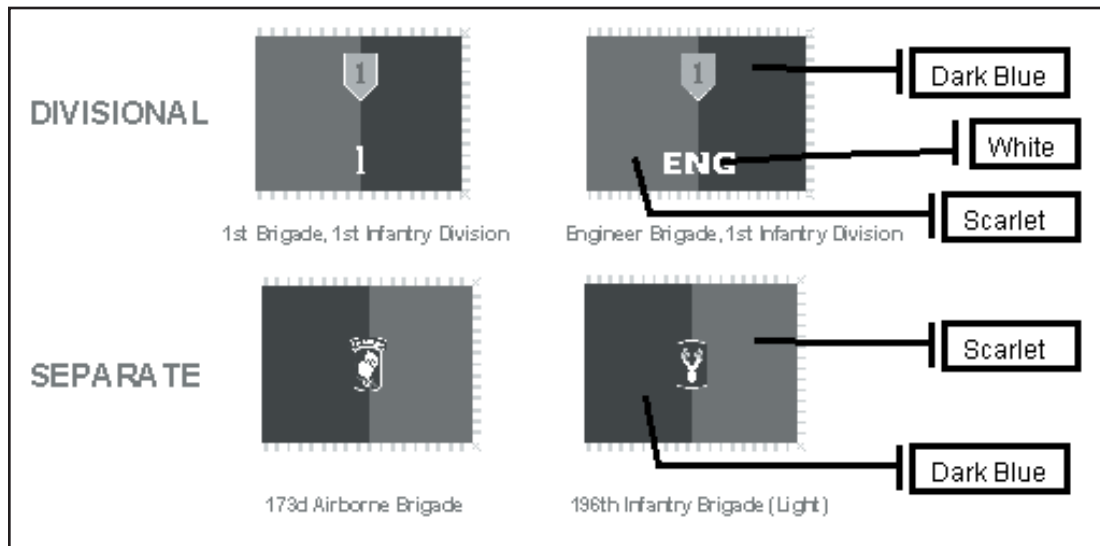 1
1
Dark Blue
DIVISIONAL
1
ENG
White
Scarlet
1st Brigade, 1st Infantry Division
Engineer Brigade, 1st Infantry Division
Scarlet
SEPARATE
Dark Blue
173d Airborne Brigade
196th Infantry Brigade (Light)